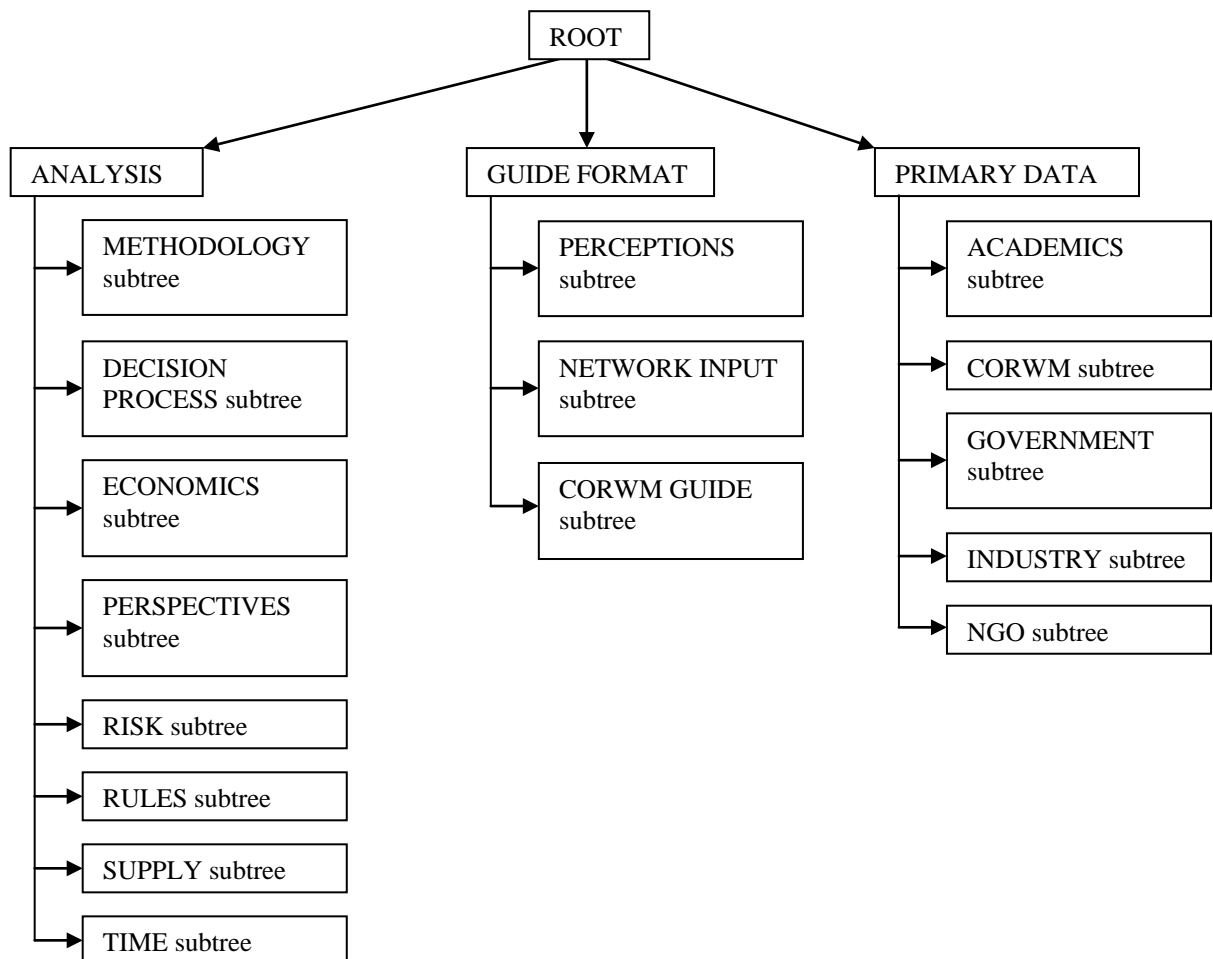 ROOT
ANALYSIS
METHODOLOGY
subtree
DECISION
PROCESS subtree
ECONOMICS
subtree
PERSPECTIVES
subtree
RISK subtree
RULES subtree
SUPPLY subtree
TIME subtree
GUIDE FORMAT
PERCEPTIONS
subtree
NETWORK INPUT
subtree
CORWM GUIDE
subtree
PRIMARY DATA
ACADEMICS
subtree
CORWM subtree
GOVERNMENT
subtree
INDUSTRY subtree
NGO subtree